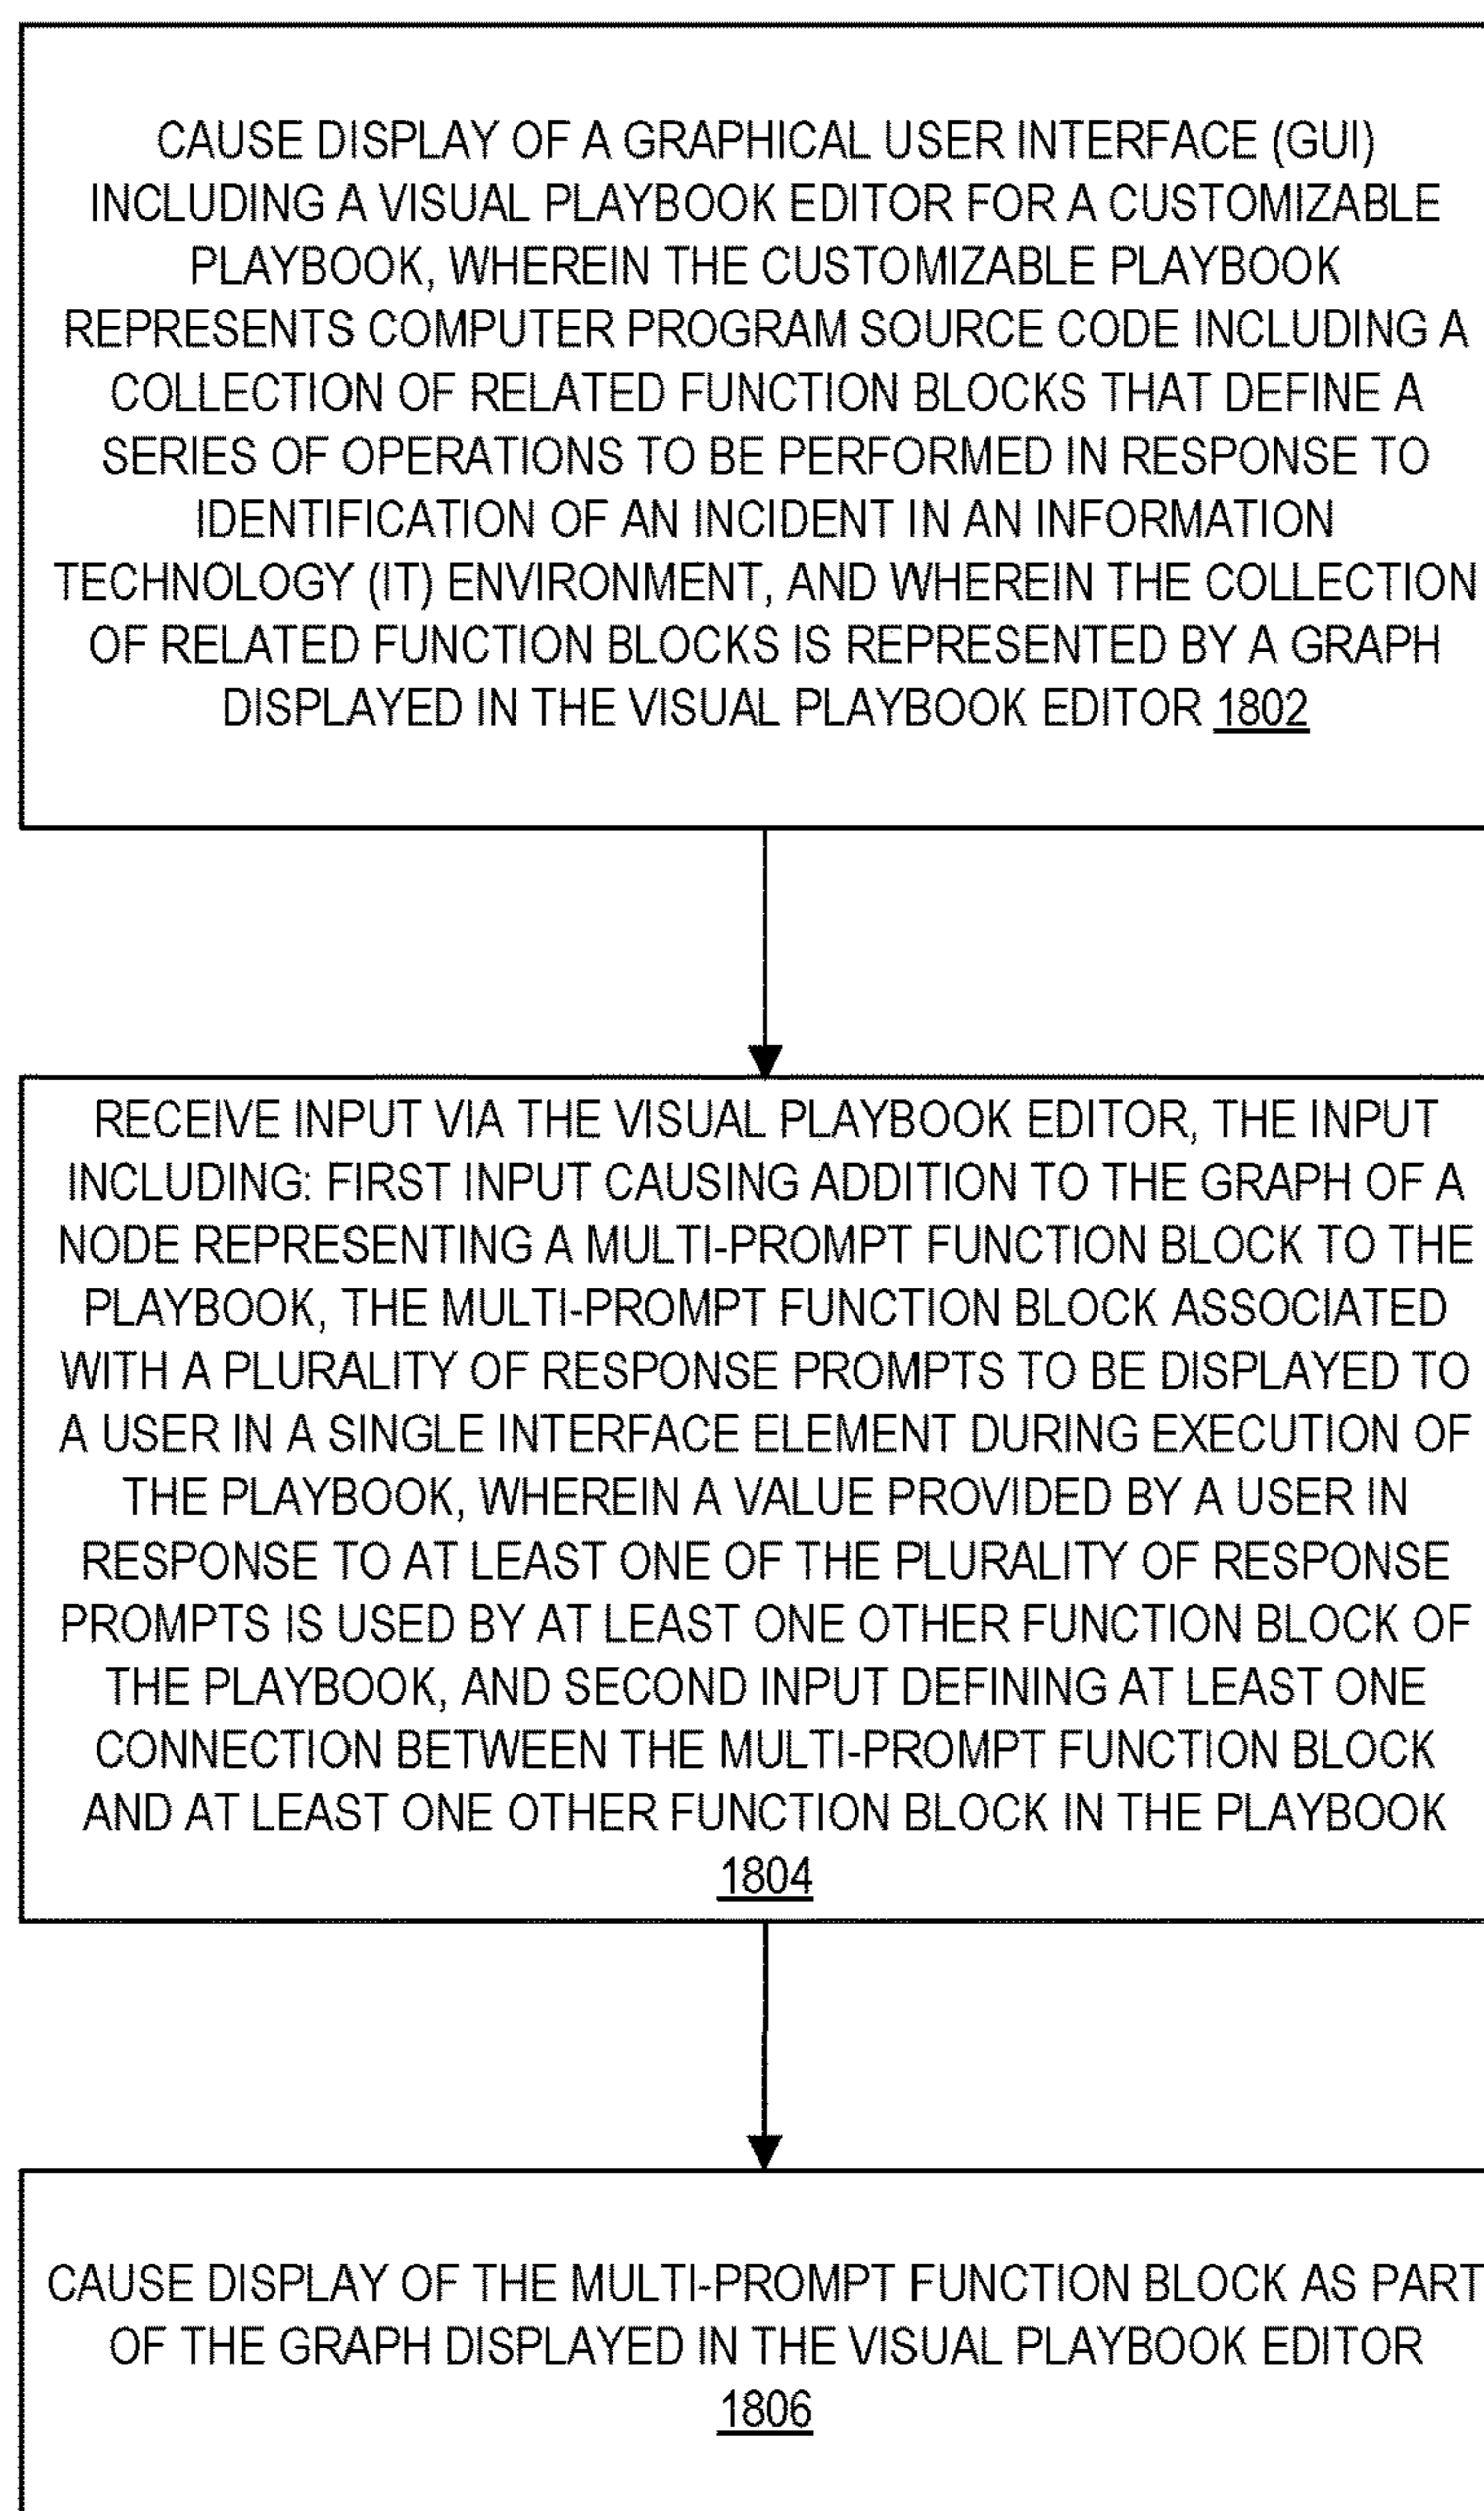 CAUSE DISPLAY OF A GRAPHICAL USER INTERFACE (GUI)
INCLUDING A VISUAL PLAYBOOK EDITOR FOR A CUSTOMIZABLE
PLAYBOOK, WHEREIN THE CUSTOMIZABLE PLAYBOOK
REPRESENTS COMPUTER PROGRAM SOURCE CODE INCLUDING A
COLLECTION OF RELATED FUNCTION BLOCKS THAT DEFINE A
SERIES OF OPERATIONS TO BE PERFORMED IN RESPONSE TO
IDENTIFICATION OF AN INCIDENT IN AN INFORMATION
TECHNOLOGY (IT) ENVIRONMENT, AND WHEREIN THE COLLECTION
OF RELATED FUNCTION BLOCKS IS REPRESENTED BY A GRAPH
DISPLAYED IN THE VISUAL PLAYBOOK EDITOR 1802
RECEIVE INPUT VIA THE VISUAL PLAYBOOK EDITOR, THE INPUT
INCLUDING: FIRST INPUT CAUSING ADDITION TO THE GRAPH OF A
NODE REPRESENTING A MULTI-PROMPT FUNCTION BLOCK TO THE
PLAYBOOK, THE MULTI-PROMPT FUNCTION BLOCK ASSOCIATED
WITH A PLURALITY OF RESPONSE PROMPTS TO BE DISPLAYED TO
A USER IN A SINGLE INTERFACE ELEMENT DURING EXECUTION OF
THE PLAYBOOK, WHEREIN A VALUE PROVIDED BY A USER IN
RESPONSE TO AT LEAST ONE OF THE PLURALITY OF RESPONSE
PROMPTS IS USED BY AT LEAST ONE OTHER FUNCTION BLOCK OF
THE PLAYBOOK, AND SECOND INPUT DEFINING AT LEAST ONE
CONNECTION BETWEEN THE MULTI-PROMPT FUNCTION BLOCK
AND AT LEAST ONE OTHER FUNCTION BLOCK IN THE PLAYBOOK
1804
CAUSE DISPLAY OF THE MULTI-PROMPT FUNCTION BLOCK AS PART
OF THE GRAPH DISPLAYED IN THE VISUAL PLAYBOOK EDITOR
1806